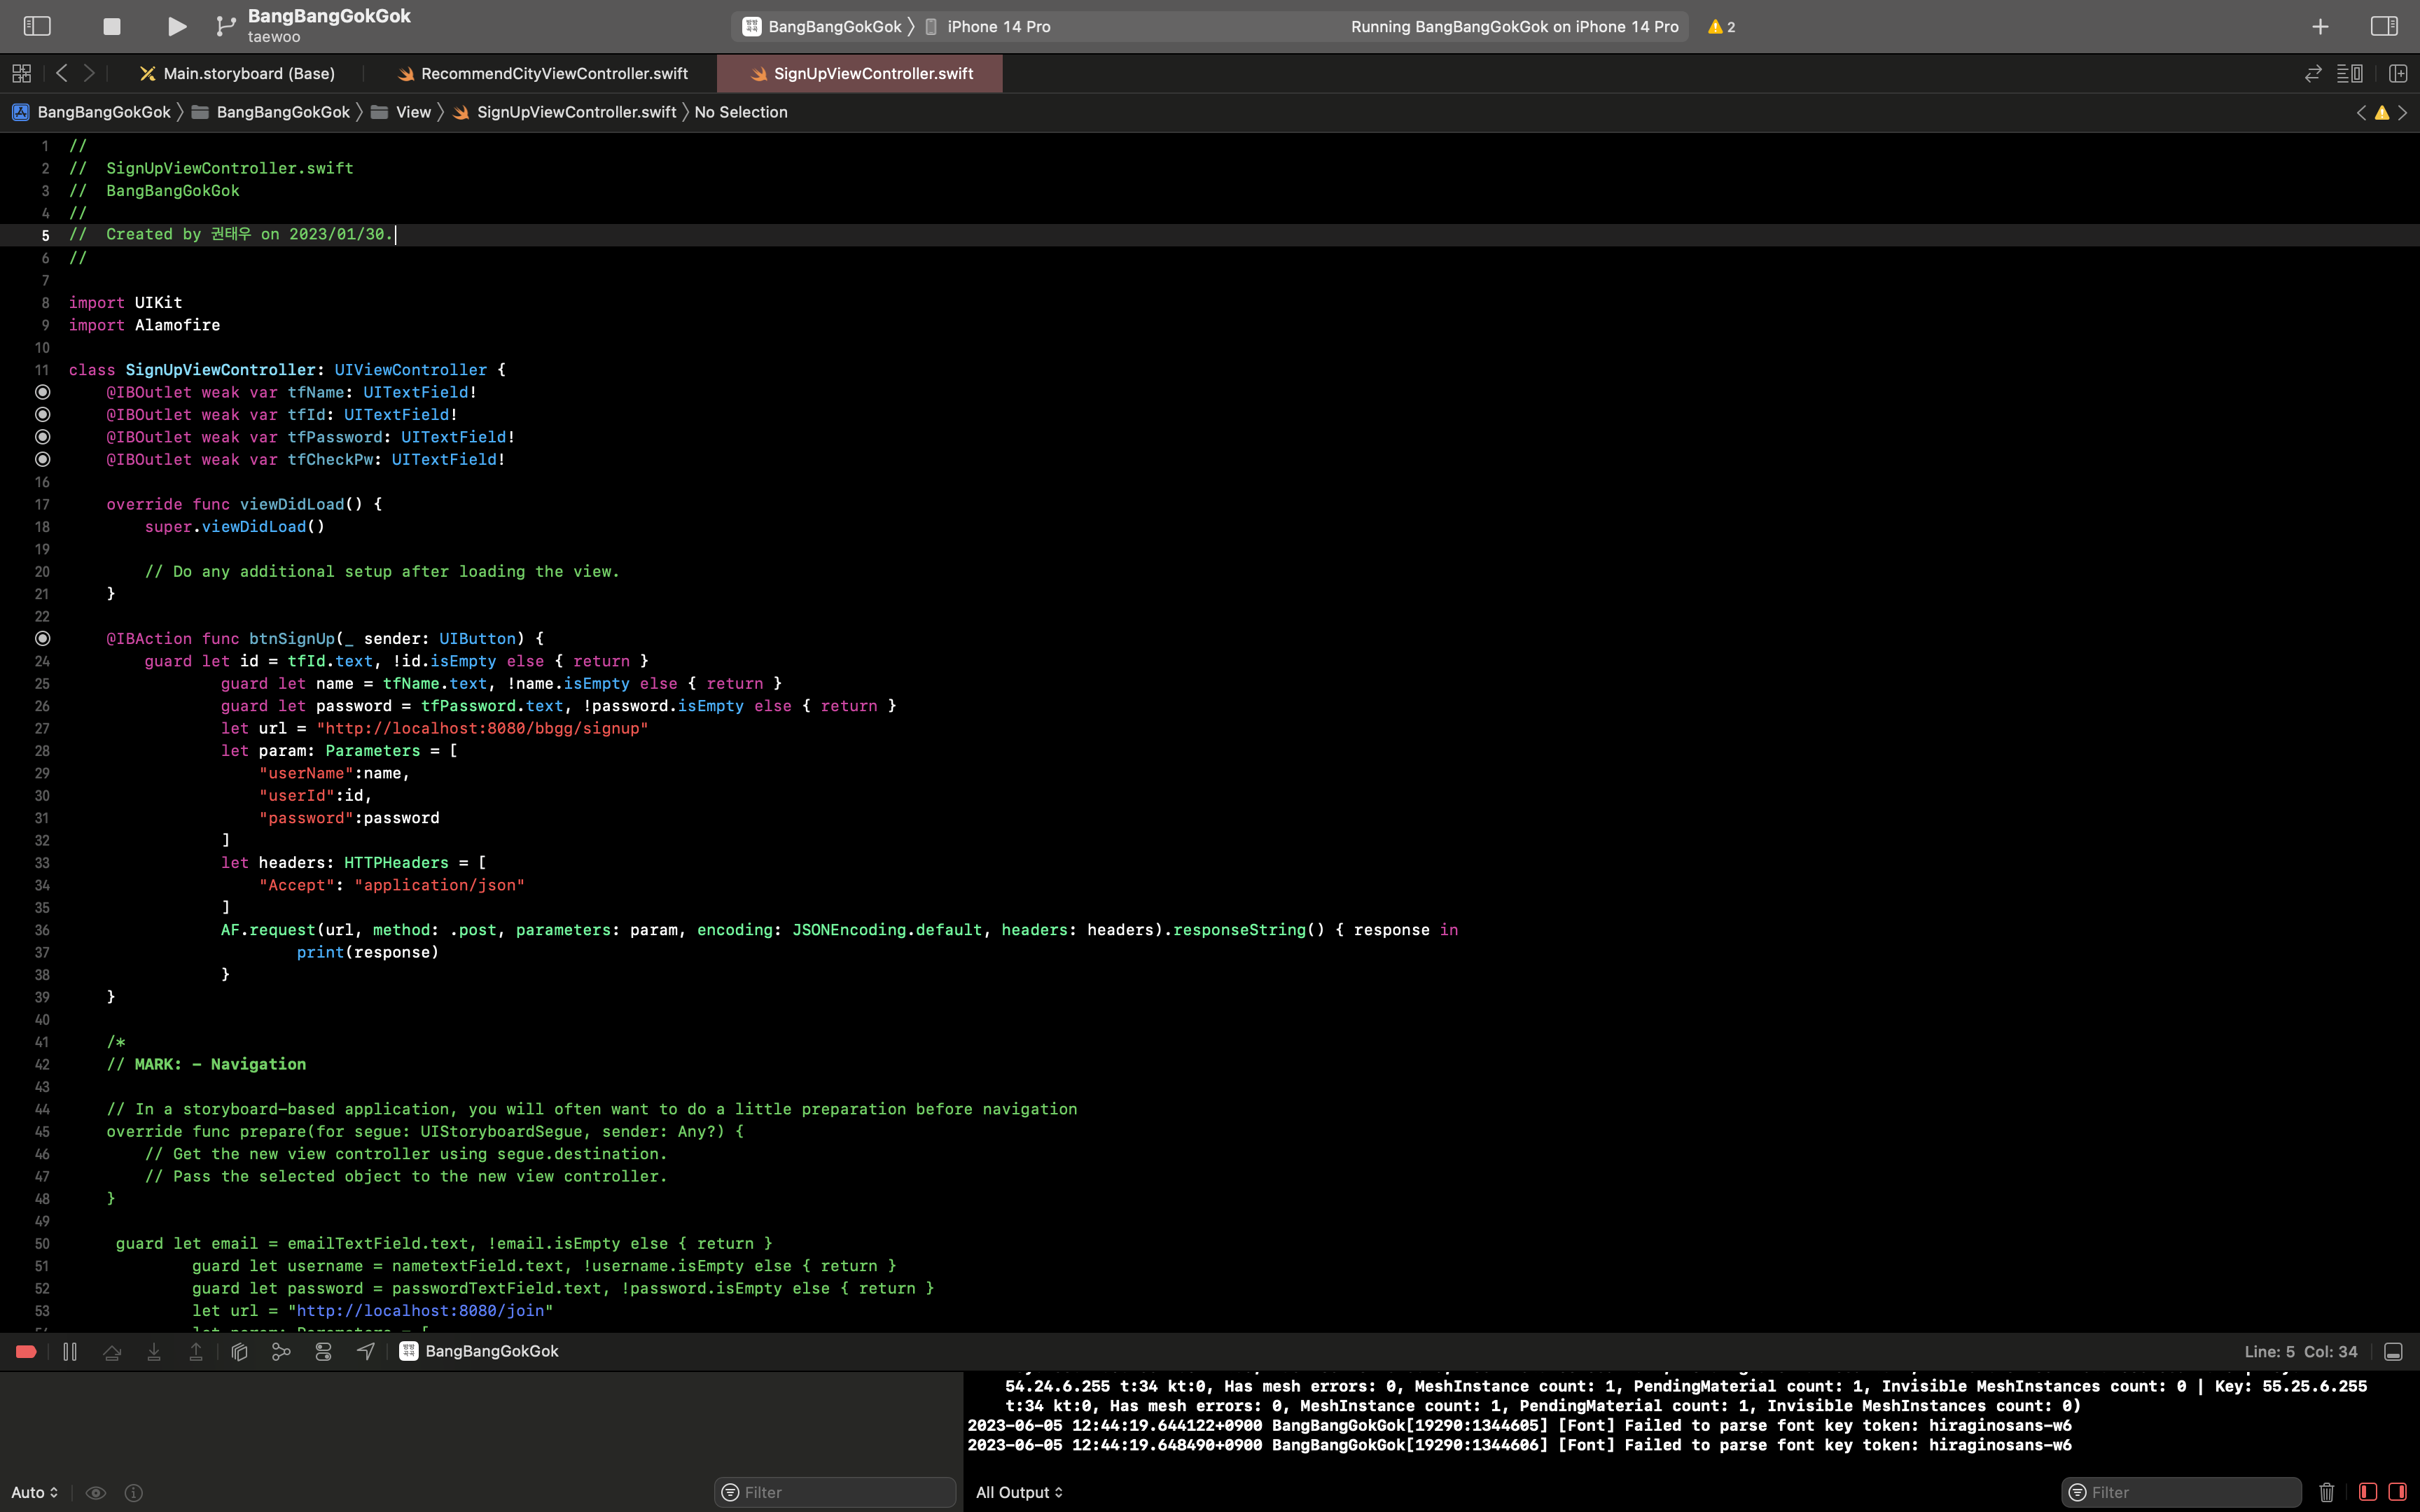 BangBangGokGok
taewoo
BangBangGokGok 〉 iPhone 14 Pro
Running BangBangGokGok on iPhone 14 Pro
2
Main.storyboard (Base)
RecommendCityViewController.swift
SignUpViewController.swift
BangBangGokGok 〉 BangBangGokGok 〉 View 〉 SignUpViewController.swift 〉 No Selection
1 //
2 //  SignUpViewController.swift
3 //  BangBangGokGok
4 //
5 //  Created by 권태우 on 2023/01/30.
6 //
7
8 import UIKit
9 import Alamofire
10
11 class SignUpViewController: UIViewController {
@IBOutlet weak var tfName: UITextField!
@IBOutlet weak var tfId: UITextField!
@IBOutlet weak var tfPassword: UITextField!
@IBOutlet weak var tfCheckPw: UITextField!
16
17 override func viewDidLoad() {
18 super.viewDidLoad()
19
20 // Do any additional setup after loading the view.
21 }
22
@IBAction func btnSignUp(_ sender: UIButton) {
24 guard let id = tfId.text, !id.isEmpty else { return }
25 guard let name = tfName.text, !name.isEmpty else { return }
26 guard let password = tfPassword.text, !password.isEmpty else { return }
27 let url = "http://localhost:8080/bbgg/signup"
28 let param: Parameters = [
29 "userName":name,
30 "userId":id,
31 "password":password
32 ]
33 let headers: HTTPHeaders = [
34 "Accept": "application/json"
35 ]
36 AF.request(url, method: .post, parameters: param, encoding: JSONEncoding.default, headers: headers).responseString() { response in
37 print(response)
38 }
39 }
40
41 /*
42 // MARK: - Navigation
43
44 // In a storyboard-based application, you will often want to do a little preparation before navigation
45 override func prepare(for segue: UIStoryboardSegue, sender: Any?) {
46 // Get the new view controller using segue.destination.
47 // Pass the selected object to the new view controller.
48 }
49
50 guard let email = emailTextField.text, !email.isEmpty else { return }
51 guard let username = nametextField.text, !username.isEmpty else { return }
52 guard let password = passwordTextField.text, !password.isEmpty else { return }
53 let url = "http://localhost:8080/join"
BangBangGokGok
Line: 5  Col: 34
54.24.6.255 t:34 kt:0, Has mesh errors: 0, MeshInstance count: 1, PendingMaterial count: 1, Invisible MeshInstances count: 0 | Key: 55.25.6.255
t:34 kt:0, Has mesh errors: 0, MeshInstance count: 1, PendingMaterial count: 1, Invisible MeshInstances count: 0)
2023-06-05 12:44:19.644122+0900 BangBangGokGok[19290:1344605] [Font] Failed to parse font key token: hiraginosans-w6
2023-06-05 12:44:19.648490+0900 BangBangGokGok[19290:1344606] [Font] Failed to parse font key token: hiraginosans-w6
Auto
Filter
All Output
Filter